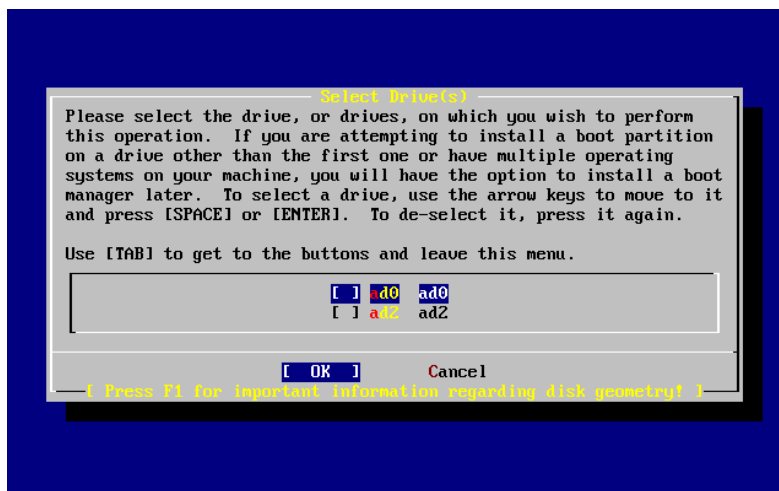 Select Drive(s)
Please select the drive, or drives, on which you wish to perform
this operation.  If you are attempting to install a boot partition
on a drive other than the first one or have multiple operating
systems on your machine, you will have the option to install a boot
manager later.  To select a drive, use the arrow keys to move to it
and press [SPACE] or [ENTER].  To de-select it, press it again.
Use [TAB] to get to the buttons and leave this menu.
[ ] ad0  ad0
[ ] ad2  ad2
[  OK  ]  Cancel
[ Press F1 for important information regarding disk geometry! ]